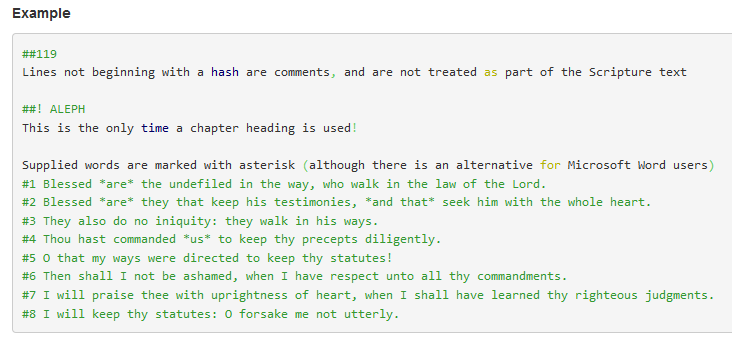 Example
##119
Lines not beginning with a hash are comments, and are not treated as part of the Scripture text
##! ALEPH
This is the only time a chapter heading is used!
Supplied words are marked with asterisk (although there is an alternative for Microsoft Word users)
#1 Blessed *are* the undefiled in the way, who walk in the law of the Lord.
#2 Blessed *are* they that keep his testimonies, *and that* seek him with the whole heart.
#3 They also do no iniquity: they walk in his ways.
#4 Thou hast commanded *us* to keep thy precepts diligently.
#5 O that my ways were directed to keep thy statutes!
#6 Then shall I not be ashamed, when I have respect unto all thy commandments.
#7 I will praise thee with uprightness of heart, when I shall have learned thy righteous judgments.
#8 I will keep thy statutes: O forsake me not utterly.